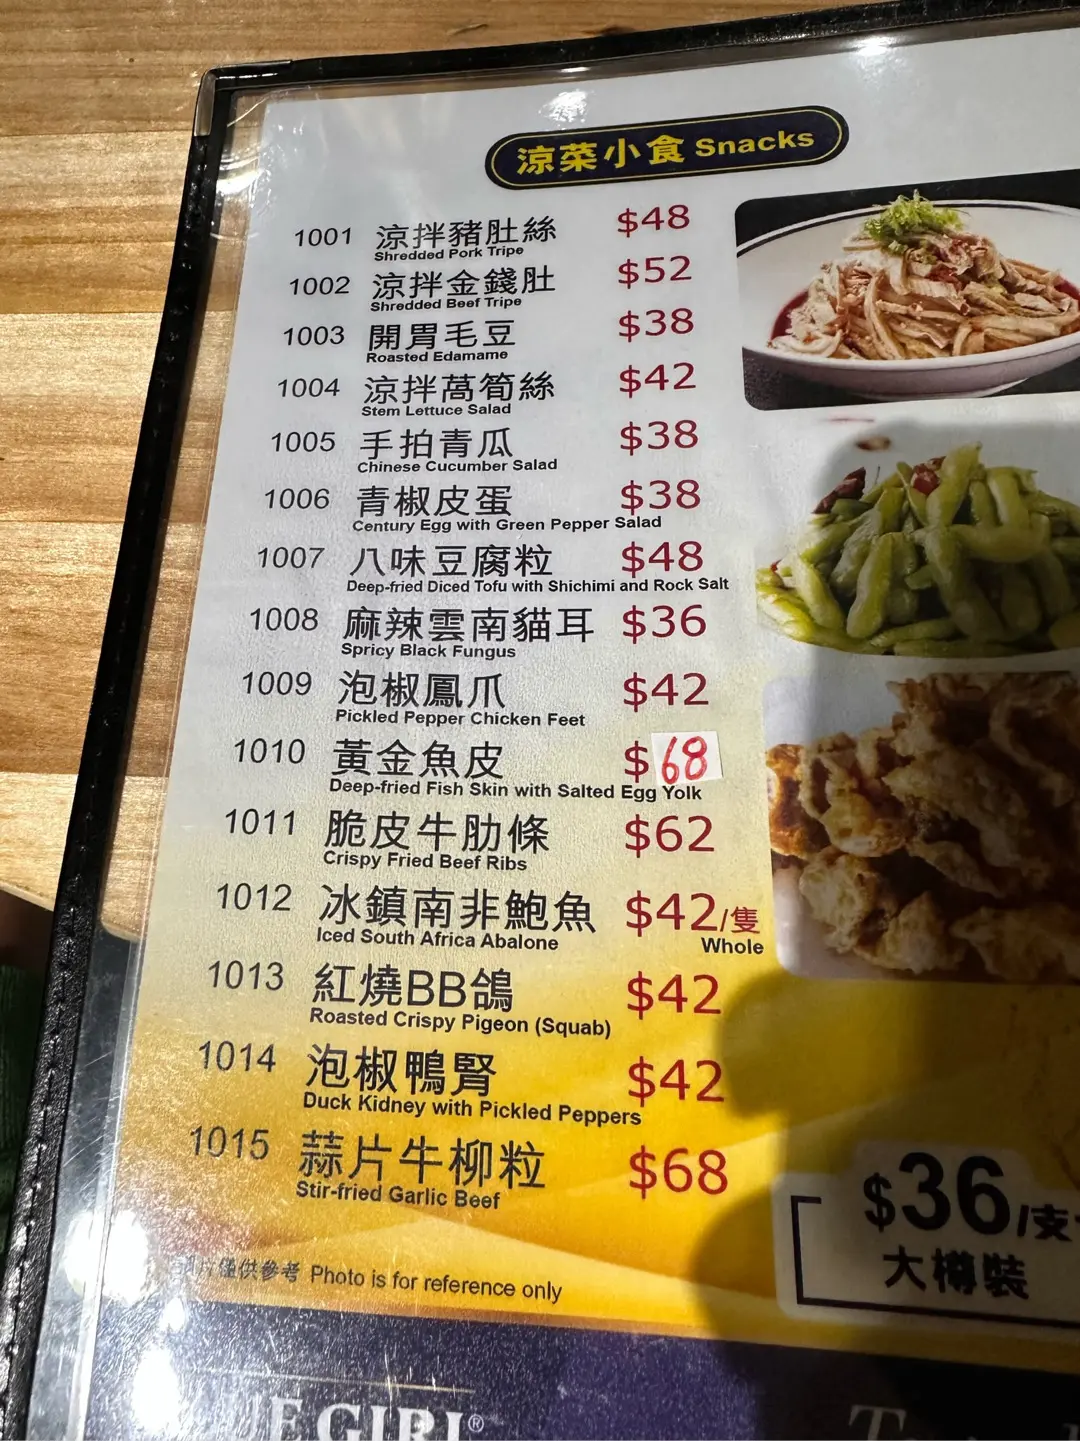 涼菜小食 Snacks
1001 涼拌豬肚絲 $48
Shredded Pork Tripe
1002 涼拌金錢肚 $52
Shredded Beef Tripe
1003 開胃毛豆 $38
Roasted Edamame
1004 涼拌萵筍絲 $42
Stem Lettuce Salad
1005 手拍青瓜 $38
Chinese Cucumber Salad
1006 青椒皮蛋 $38
Century Egg with Green Pepper Salad
1007 八味豆腐粒 $48
Deep-fried Diced Tofu with Shichimi and Rock Salt
1008 麻辣雲南貓耳 $36
Spricy Black Fungus
1009 泡椒鳳爪 $42
Pickled Pepper Chicken Feet
1010 黃金魚皮 $68
Deep-fried Fish Skin with Salted Egg Yolk
1011 脆皮牛肋條 $62
Crispy Fried Beef Ribs
1012 冰鎮南非鮑魚 $42/隻
Iced South Africa Abalone Whole
1013 紅燒BB鴿 $42
Roasted Crispy Pigeon (Squab)
1014 泡椒鴨腎 $42
Duck Kidney with Pickled Peppers
1015 蒜片牛柳粒 $68
Stir-fried Garlic Beef
$36/支
大樽裝
僅供參考 Photo is for reference only
GIRL®